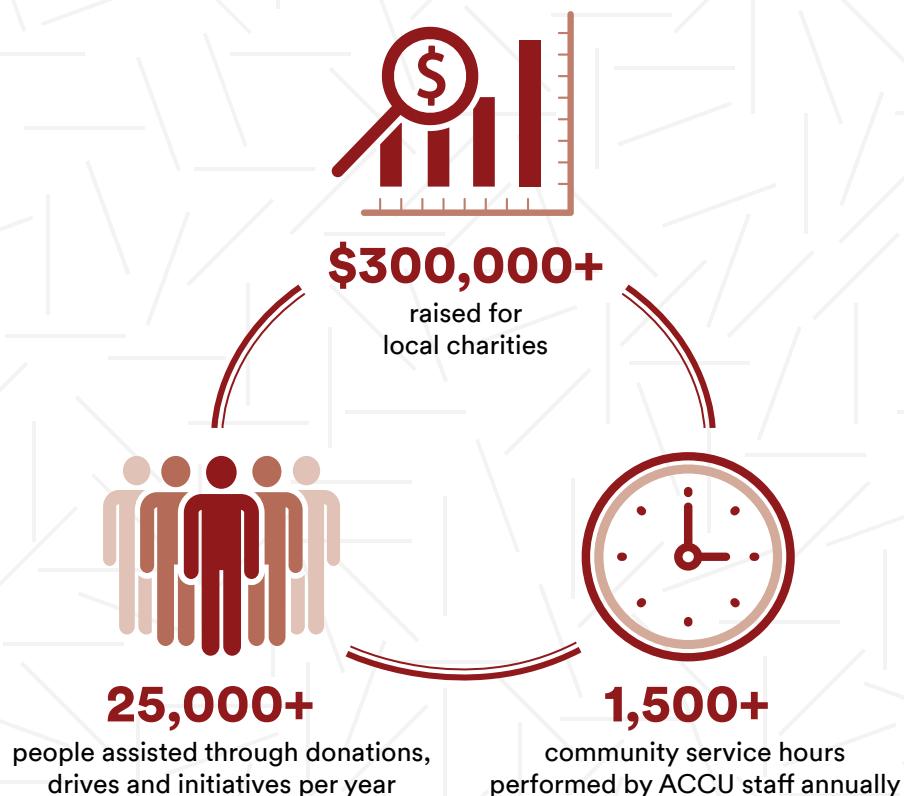 $
$300,000+
raised for
local charities
25,000+
people assisted through donations,
drives and initiatives per year
1,500+
community service hours
performed by ACCU staff annually